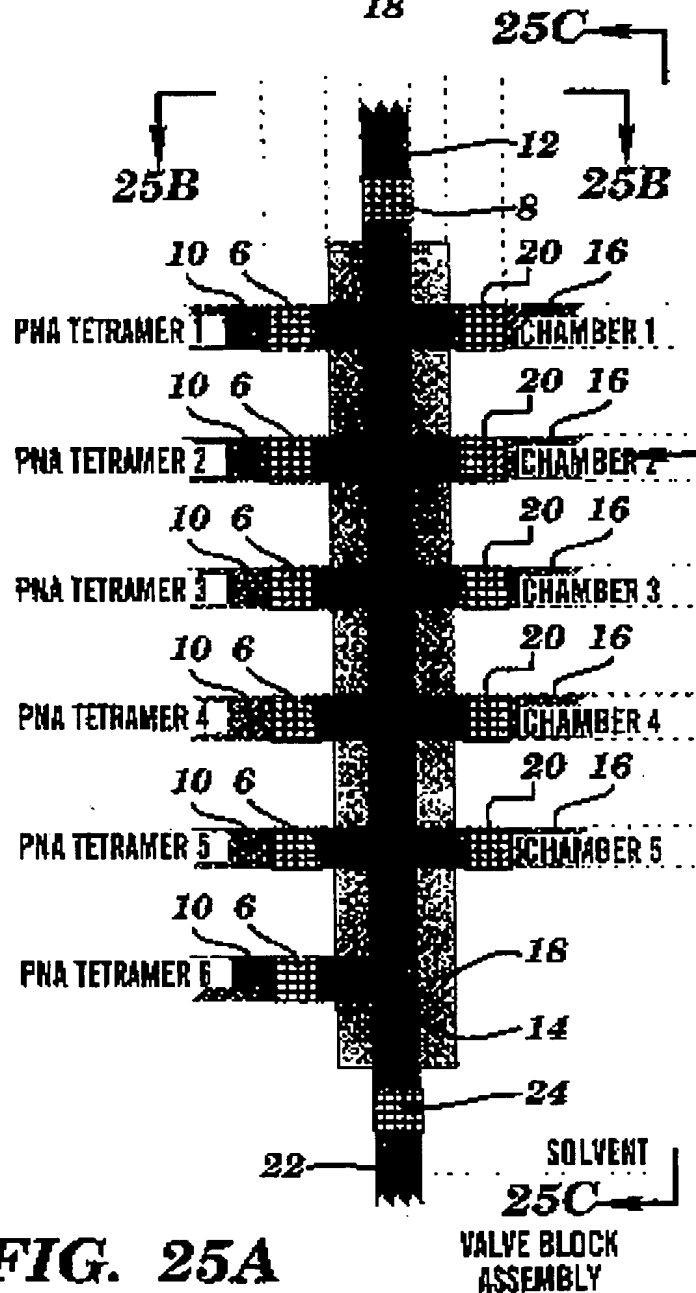 18
25C
12
25B 25B
8
10 6 20 16
PNA TETRAMER 1 CHAMBER 1
10 6 20 16
PNA TETRAMER 2 CHAMBER 2
10 6 20 16
PNA TETRAMER 3 CHAMBER 3
10 6 20 16
PNA TETRAMER 4 CHAMBER 4
10 6 20 16
PNA TETRAMER 5 CHAMBER 5
10 6
18
PNA TETRAMER 6
14
24
SOLVENT
22
25C
FIG. 25A
VALVE BLOCK
ASSEMBLY